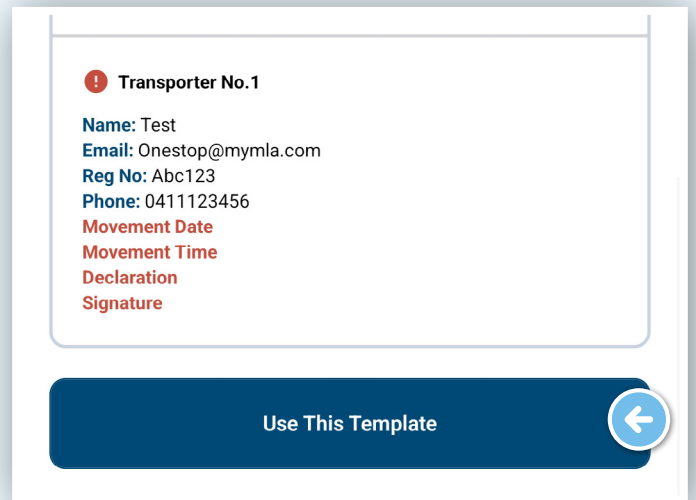 Transporter No.1
Name: Test
Email: Onestop@mymla.com
Reg No: Abc123
Phone: 0411123456
Movement Date
Movement Time
Declaration
Signature
Use This Template